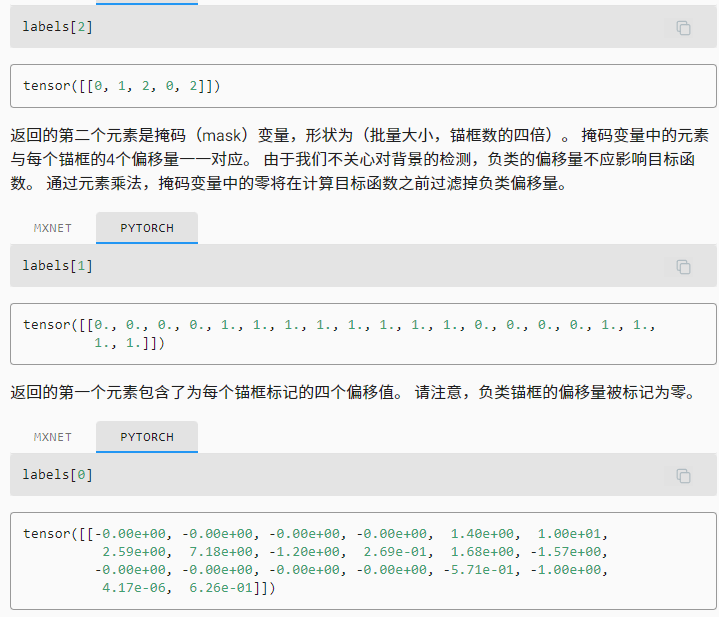 labels[2]
tensor([[0, 1, 2, 0, 2]])
返回的第二个元素是掩码（mask）变量，形状为（批量大小，锚框数的四倍）。 掩码变量中的元素
与每个锚框的4个偏移量一一对应。 由于我们不关心对背景的检测，负类的偏移量不应影响目标函
数。 通过元素乘法，掩码变量中的零将在计算目标函数之前过滤掉负类偏移量。
MXNET PYTORCH
labels[1]
tensor([[0., 0., 0., 0., 1., 1., 1., 1., 1., 1., 1., 1., 0., 0., 0., 0., 1., 1.,
1., 1.]])
返回的第一个元素包含了为每个锚框标记的四个偏移值。 请注意，负类锚框的偏移量被标记为零。
MXNET PYTORCH
labels[0]
tensor([[-0.00e+00, -0.00e+00, -0.00e+00, -0.00e+00, 1.40e+00, 1.00e+01,
2.59e+00, 7.18e+00, -1.20e+00, 2.69e-01, 1.68e+00, -1.57e+00,
-0.00e+00, -0.00e+00, -0.00e+00, -0.00e+00, -5.71e-01, -1.00e+00,
4.17e-06, 6.26e-01]])